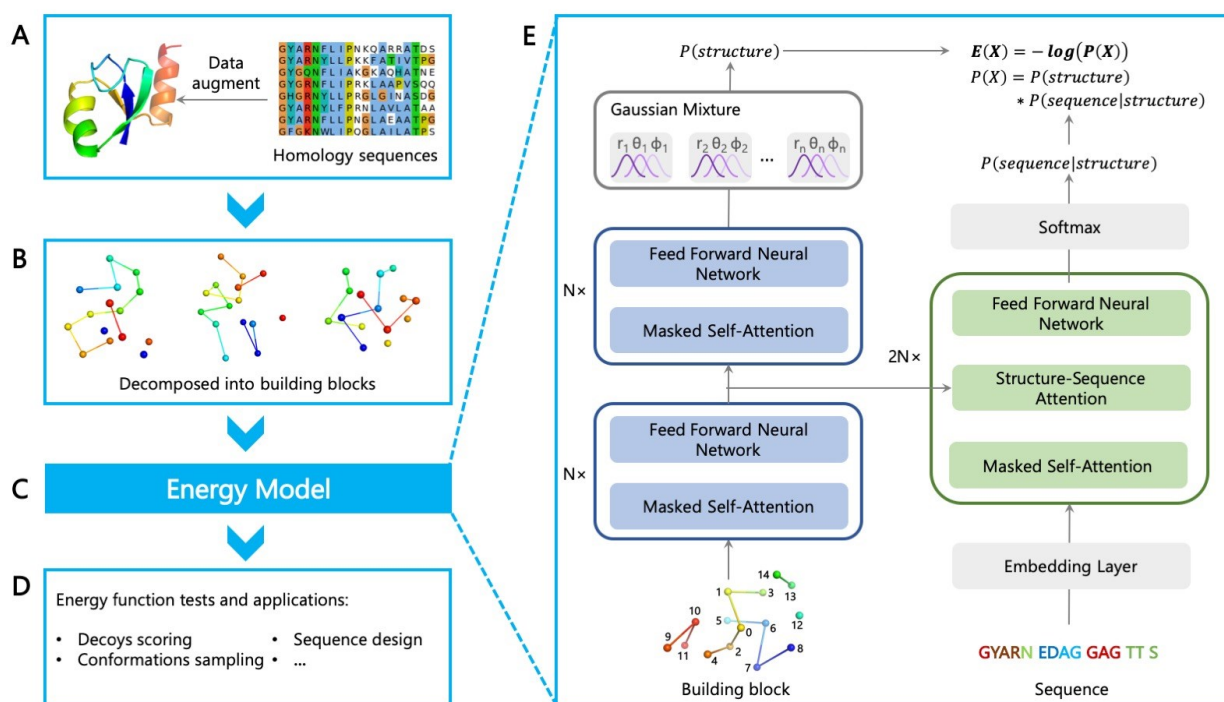 A
Data
augment
GYARNFLIPNKQARRATDS
GYARNYLLPKKFATIVTPG
GYGQNFLIAKGKAQHATNE
GYGRNFLIPRKLAAPVSQQ
GHGRNYLLPRGLGINASDG
GYARNYLFPRNLAVLATAA
GYARNFLLPNGLAEAATPG
GFGKNWLIPQGLAILATPS
Homology sequences
B
Decomposed into building blocks
C
Energy Model
D
Energy function tests and applications:
• Decoys scoring
• Conformations sampling
• Sequence design
• ...
E
P(structure)
E(X) = −log(P(X))
P(X) = P(structure)
∗ P(sequence|structure)
Gaussian Mixture
r₁ θ₁ ϕ₁ r₂ θ₂ ϕ₂ ... rₙ θₙ ϕₙ
P(sequence|structure)
Softmax
N×
Feed Forward Neural
Network
Masked Self-Attention
N×
Feed Forward Neural
Network
Masked Self-Attention
2N×
Feed Forward Neural
Network
Structure-Sequence
Attention
Masked Self-Attention
Embedding Layer
14
13
1
3
10
5
0
6
12
9
11
4
2
7
8
Building block
GYARN EDAG GAG TT S
Sequence